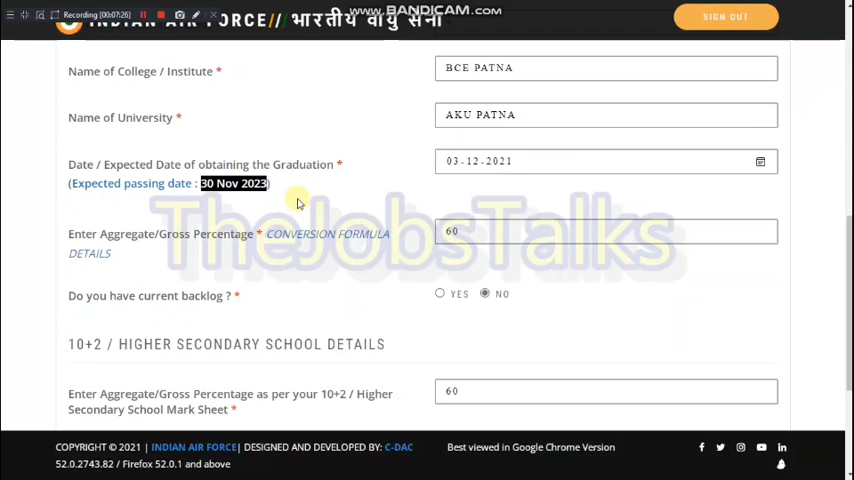 Recording [00:07:26]
www.BANDICAM.com
INDIAN AIR FORCE // भारतीय वायु सेना
SIGN OUT
Name of College / Institute *
BCE PATNA
Name of University *
AKU PATNA
Date / Expected Date of obtaining the Graduation *
03-12-2021
(Expected passing date : 30 Nov 2023)
TheJobsTalks
Enter Aggregate/Gross Percentage * CONVERSION FORMULA
DETAILS
60
Do you have current backlog ? *
YES NO
10+2 / HIGHER SECONDARY SCHOOL DETAILS
Enter Aggregate/Gross Percentage as per your 10+2 / Higher
Secondary School Mark Sheet *
60
COPYRIGHT © 2021 | INDIAN AIR FORCE| DESIGNED AND DEVELOPED BY: C-DAC
Best viewed in Google Chrome Version
52.0.2743.82 / Firefox 52.0.1 and above